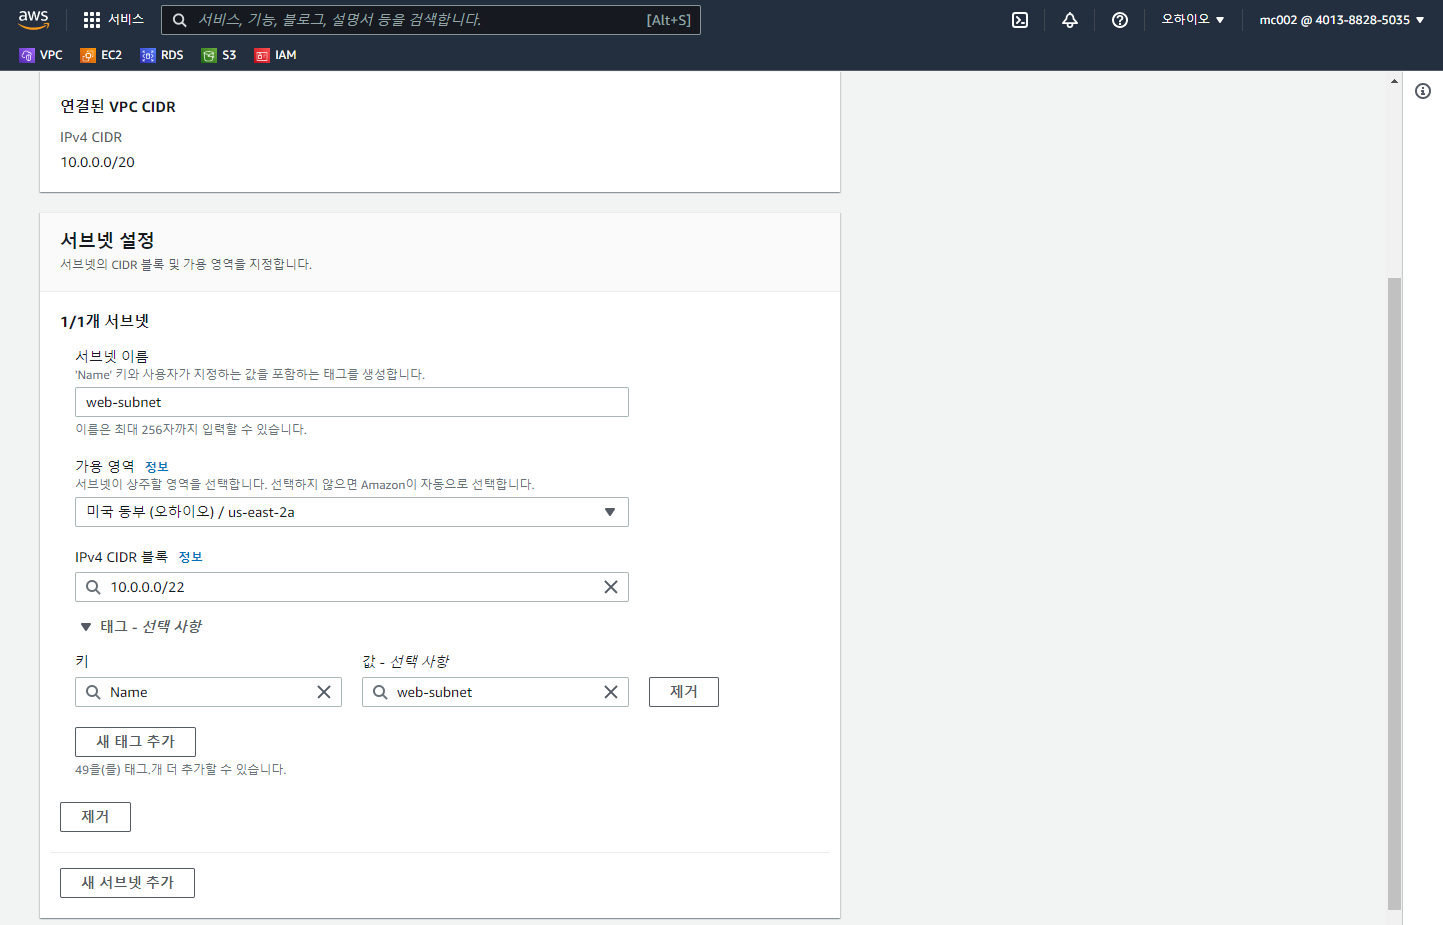 aws 서비스 서비스, 기능, 블로그, 설명서 등을 검색합니다. [Alt+S] 오하이오 mc002 @ 4013-8828-5035
VPC EC2 RDS S3 IAM
연결된 VPC CIDR
IPv4 CIDR
10.0.0.0/20
서브넷 설정
서브넷의 CIDR 블록 및 가용 영역을 지정합니다.
1/1개 서브넷
서브넷 이름
'Name' 키와 사용자가 지정하는 값을 포함하는 태그를 생성합니다.
web-subnet
이름은 최대 256자까지 입력할 수 있습니다.
가용 영역 정보
서브넷이 상주할 영역을 선택합니다. 선택하지 않으면 Amazon이 자동으로 선택합니다.
미국 동부 (오하이오) / us-east-2a
IPv4 CIDR 블록 정보
10.0.0.0/22
태그 - 선택 사항
키 값 - 선택 사항
Name web-subnet 제거
새 태그 추가
49을(를) 태그.개 더 추가할 수 있습니다.
제거
새 서브넷 추가